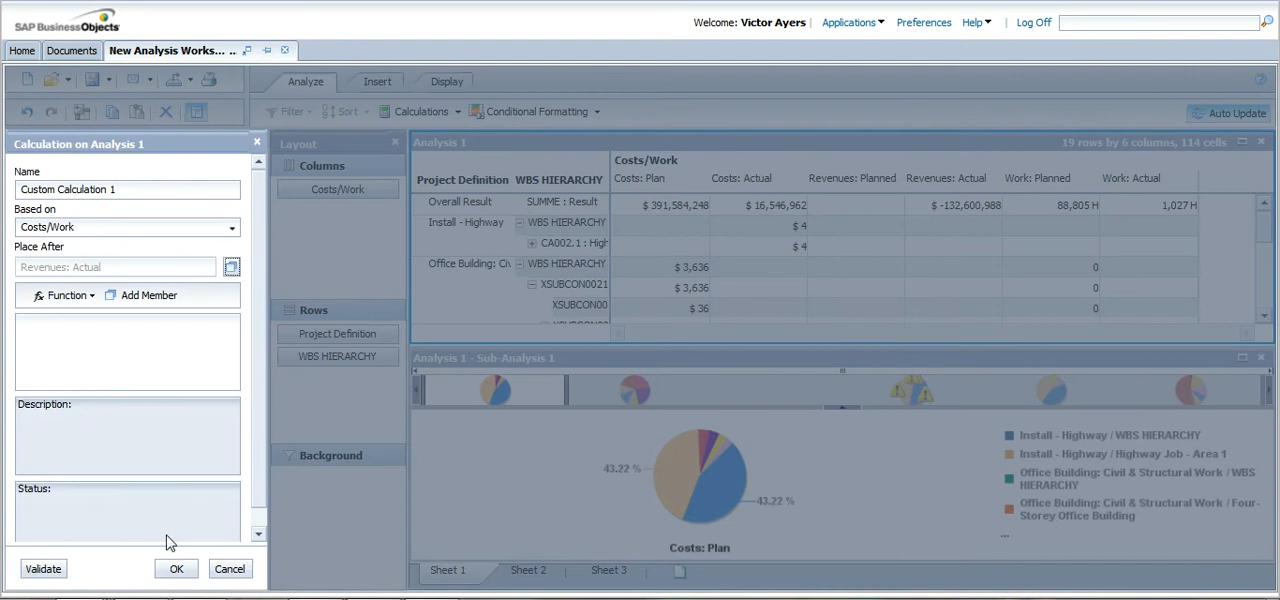 SAP BusinessObjects
Welcome: Victor Ayers Applications Preferences Help | Log Off
Home Documents New Analysis Works... ...
Analyze Insert Display
Filter Sort Calculations Conditional Formatting Auto Update
Calculation on Analysis 1
Name
Custom Calculation 1
Based on
Costs/Work
Place After
Revenues: Actual
fx Function Add Member
Description:
Status:
Validate OK Cancel
Layout
Columns
Costs/Work
Rows
Project Definition
WBS HIERARCHY
Background
Analysis 1 19 rows by 6 columns, 114 cells
Costs/Work
Project Definition WBS HIERARCHY Costs: Plan Costs: Actual Revenues: Planned Revenues: Actual Work: Planned Work: Actual
Overall Result SUMME : Result $ 391,584,248 $ 16,546,962 $ -132,600,988 88,805 H 1,027 H
Install - Highway WBS HIERARCHY $ 4
CA002.1 : High $ 4
Office Building: Civ WBS HIERARCHY $ 3,636 0
XSUBCON0021 $ 3,636 0
XSUBCON00 $ 36 0
Analysis 1 - Sub-Analysis 1
43.22 %
43.22 %
Costs: Plan
Install - Highway / WBS HIERARCHY
Install - Highway / Highway Job - Area 1
Office Building: Civil & Structural Work / WBS
HIERARCHY
Office Building: Civil & Structural Work / Four-
Storey Office Building
...
Sheet 1 Sheet 2 | Sheet 3 |